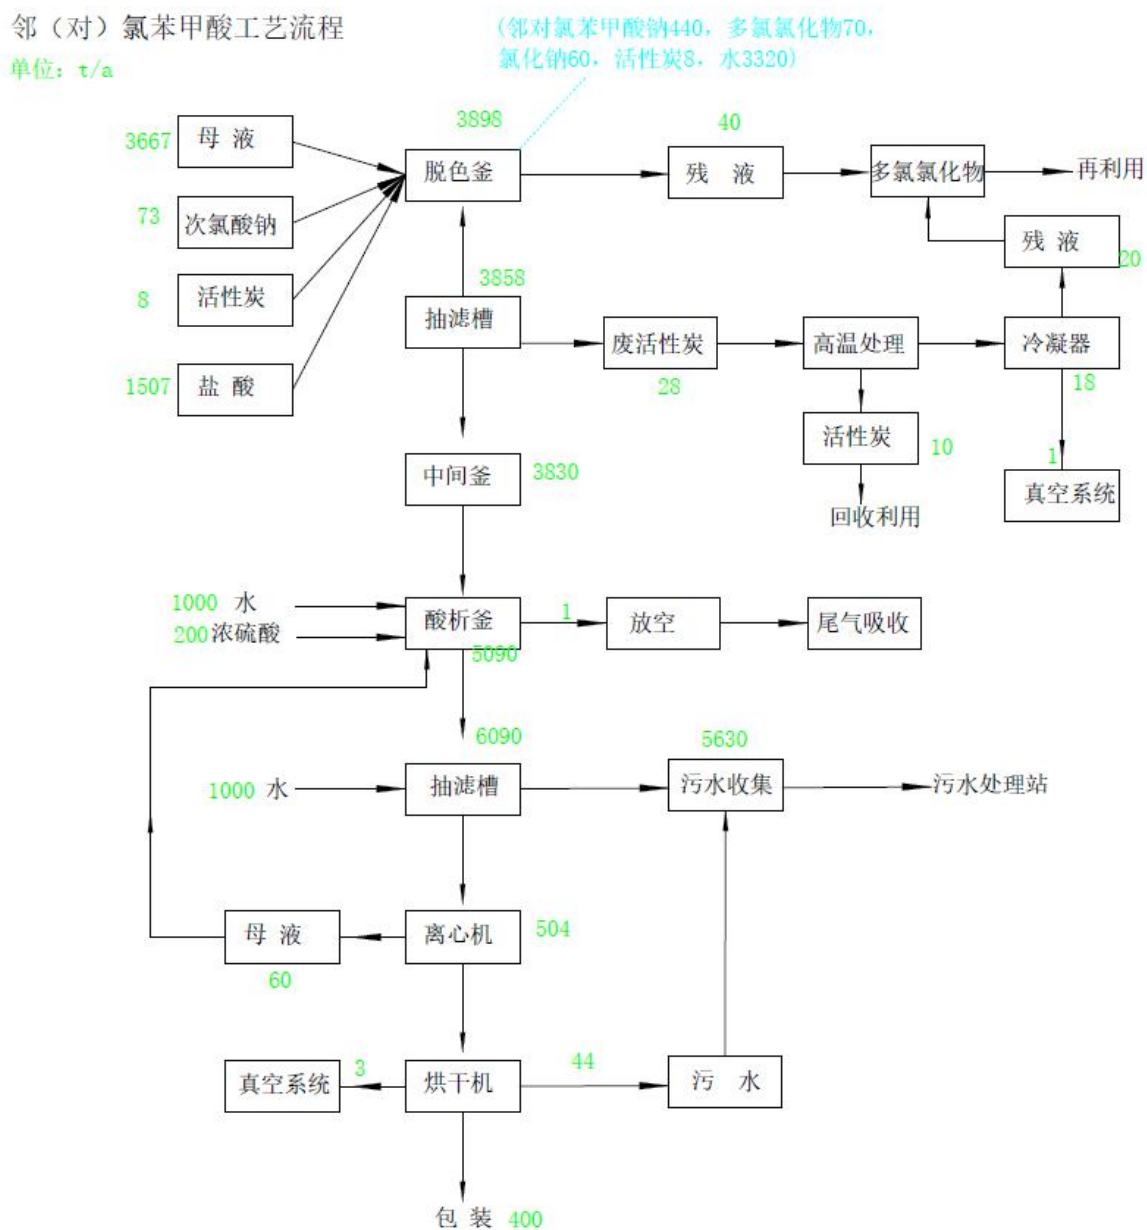 邻（对）氯苯甲酸工艺流程
单位：t/a
(邻对氯苯甲酸钠440，多氯氯化物70，
氯化钠60，活性炭8，水3320)
3667
母 液
3898
脱色釜
40
残 液
多氯氯化物
再利用
73
次氯酸钠
残 液
20
8
活性炭
3858
抽滤槽
废活性炭
28
高温处理
冷凝器
18
1507
盐 酸
活性炭
10
1
中间釜
3830
真空系统
回收利用
1000 水
200浓硫酸
酸析釜
5090
1
放空
尾气吸收
6090
5630
1000 水
抽滤槽
污水收集
污水处理站
母 液
60
离心机
504
真空系统
3
烘干机
44
污 水
包 装 400